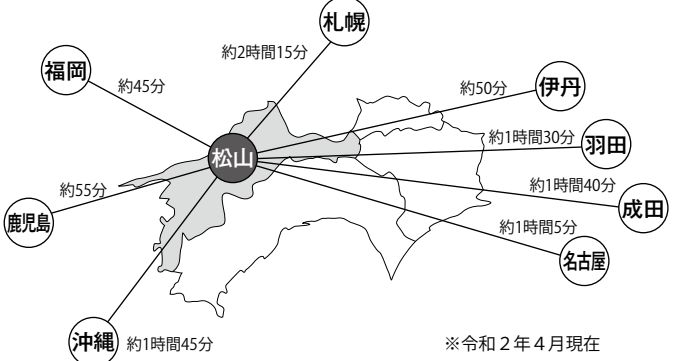 札幌
約2時間15分
福岡
約45分
約50分
伊丹
約1時間30分
羽田
松山
約55分
約1時間40分
成田
鹿児島
約1時間5分
名古屋
沖縄
約1時間45分
※令和2年4月現在